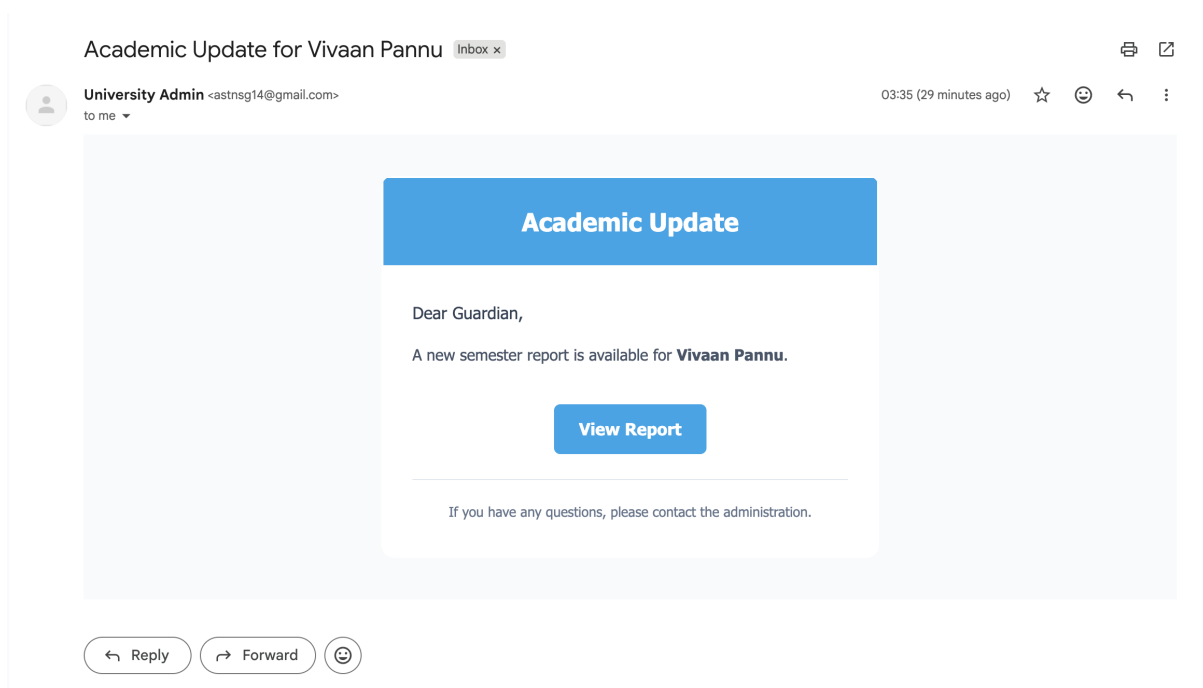 Academic Update for Vivaan Pannu Inbox ×
University Admin <astnsg14@gmail.com> 03:35 (29 minutes ago)
to me
Academic Update
Dear Guardian,
A new semester report is available for Vivaan Pannu.
View Report
If you have any questions, please contact the administration.
Reply Forward